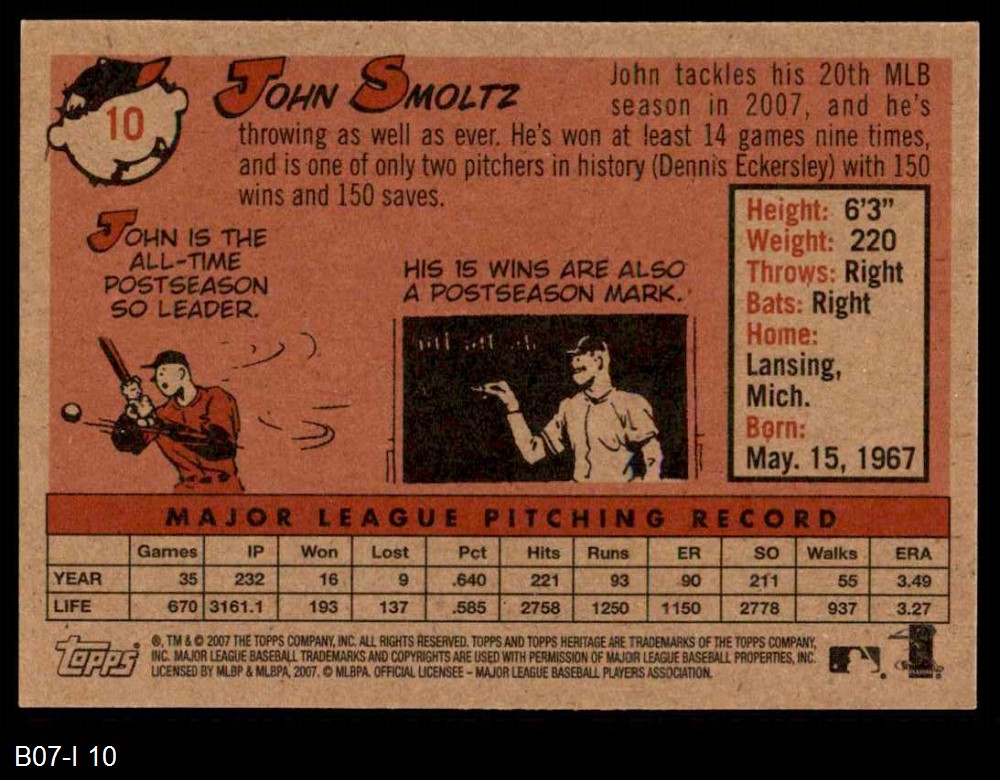 10
JOHN SMOLTZ
John tackles his 20th MLB
season in 2007, and he's
throwing as well as ever. He's won at least 14 games nine times,
and is one of only two pitchers in history (Dennis Eckersley) with 150
wins and 150 saves.
JOHN IS THE
ALL-TIME
POSTSEASON
SO LEADER.
HIS 15 WINS ARE ALSO
A POSTSEASON MARK.
Height: 6'3"
Weight: 220
Throws: Right
Bats: Right
Home:
Lansing,
Mich.
Born:
May. 15, 1967
MAJOR LEAGUE PITCHING RECORD
Games IP Won Lost Pct Hits Runs ER SO Walks ERA
YEAR 35 232 16 9 .640 221 93 90 211 55 3.49
LIFE 670 3161.1 193 137 .585 2758 1250 1150 2778 937 3.27
Topps
®, TM & © 2007 THE TOPPS COMPANY, INC. ALL RIGHTS RESERVED. TOPPS AND TOPPS HERITAGE ARE TRADEMARKS OF THE TOPPS COMPANY,
INC. MAJOR LEAGUE BASEBALL TRADEMARKS AND COPYRIGHTS ARE USED WITH PERMISSION OF MAJOR LEAGUE BASEBALL PROPERTIES, INC.
LICENSED BY MLBP & MLBPA, 2007. © MLBPA. OFFICIAL LICENSEE – MAJOR LEAGUE BASEBALL PLAYERS ASSOCIATION.
B07-I 10